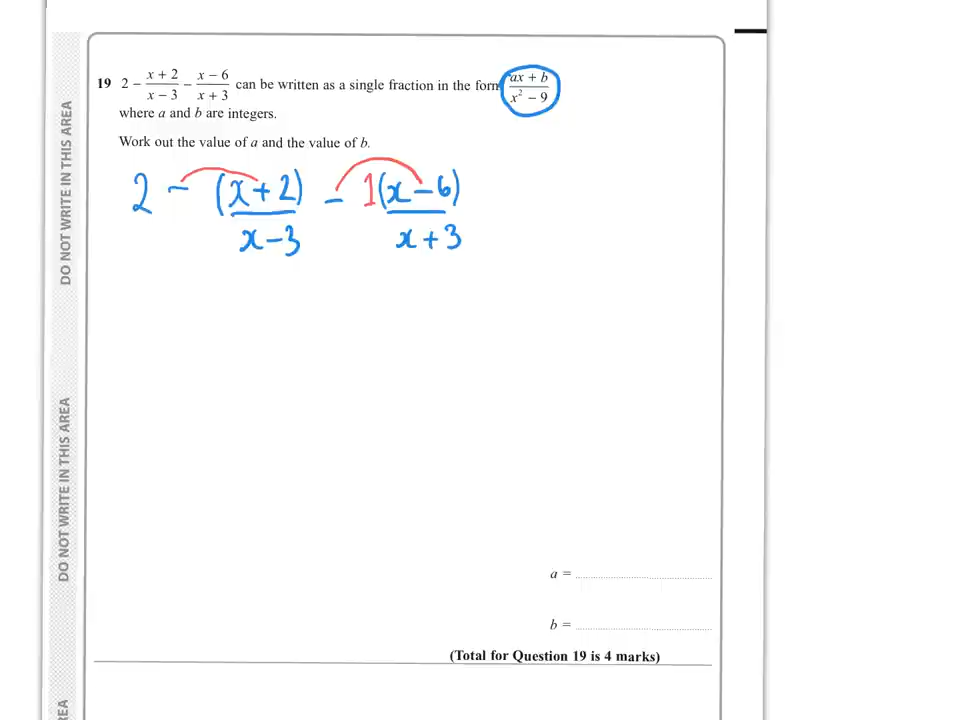 19 2 − (x + 2)/(x − 3) − (x − 6)/(x + 3) can be written as a single fraction in the form (ax + b)/(x² − 9)
where a and b are integers.
Work out the value of a and the value of b.
2 − (x+2)/(x−3) − 1(x−6)/(x+3)
a =
b =
(Total for Question 19 is 4 marks)
DO NOT WRITE IN THIS AREA
DO NOT WRITE IN THIS AREA
REA